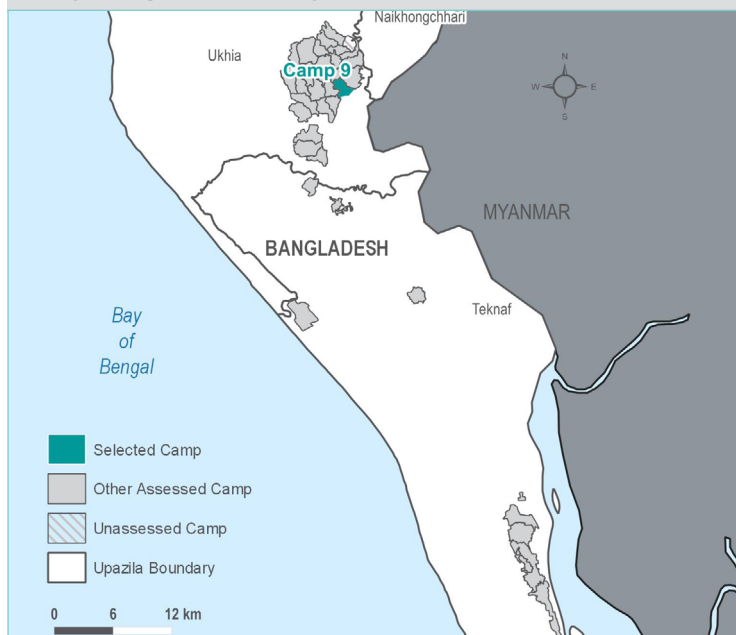 Naikhongchhari
Ukhia
Camp 9
N
W
E
S
MYANMAR
BANGLADESH
Teknaf
Bay
of
Bengal
Selected Camp
Other Assessed Camp
Unassessed Camp
Upazila Boundary
0 6 12 km